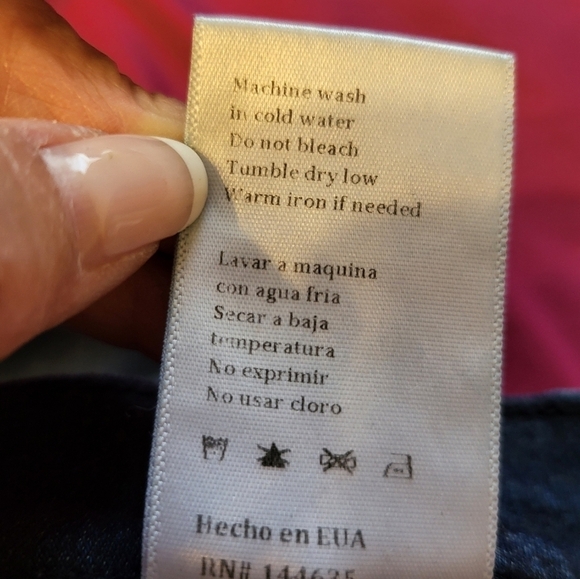 Machine wash
in cold water
Do not bleach
Tumble dry low
Warm iron if needed
Lavar a maquina
con agua fria
Secar a baja
temperatura
No exprimir
No usar cloro
Hecho en EUA
RN# 144635